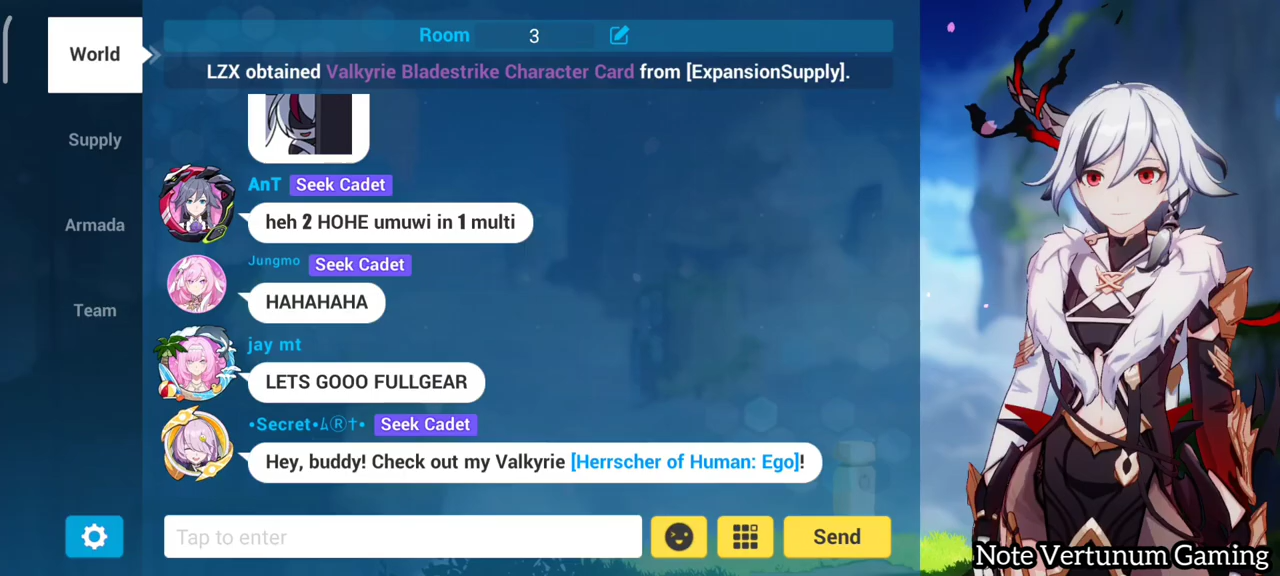 World
Supply
Armada
Team
Room 3
LZX obtained Valkyrie Bladestrike Character Card from [ExpansionSupply].
AnT Seek Cadet
heh 2 HOHE umuwi in 1 multi
Jungmo Seek Cadet
HAHAHAHA
jay mt
LETS GOOO FULLGEAR
•Secret•ﾑⓇ†• Seek Cadet
Hey, buddy! Check out my Valkyrie [Herrscher of Human: Ego]!
Tap to enter
Send
Note Vertunum Gaming